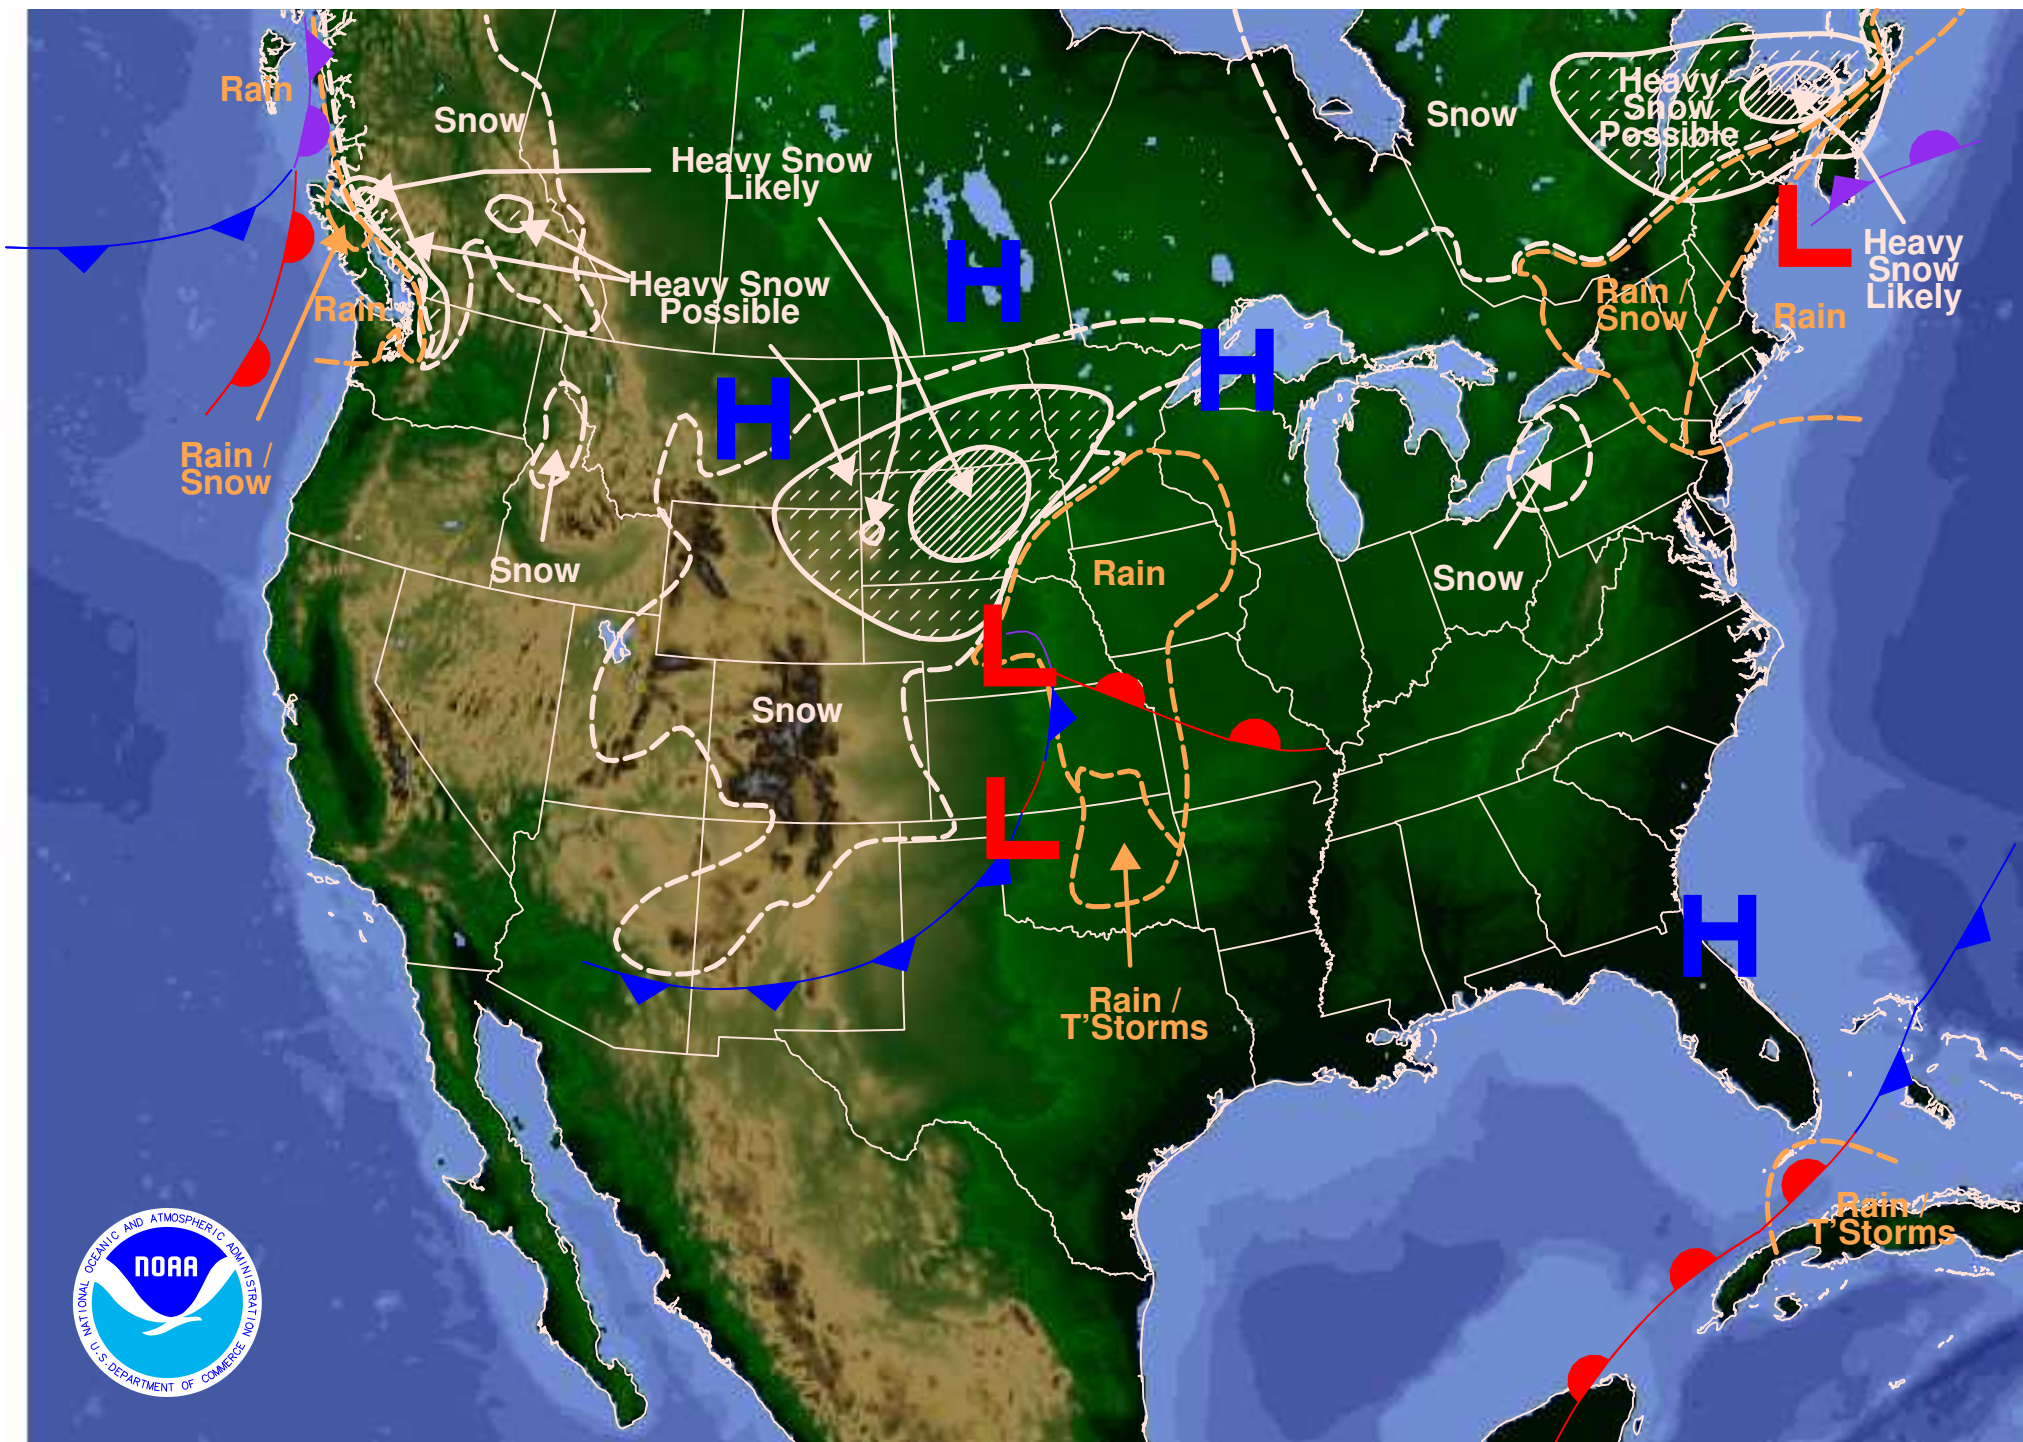 Rain
Snow
Heavy Snow
Likely
Snow
Heavy
Snow
Possible
Heavy
Snow
Likely
H
L
Heavy Snow
Possible
Rain
Rain /
Snow
Rain
H
H
Rain /
Snow
Snow
Rain
Snow
L
Snow
L
H
Rain /
T'Storms
Rain /
T'Storms
NATIONAL OCEANIC AND ATMOSPHERIC ADMINISTRATION
NOAA
U.S. DEPARTMENT OF COMMERCE